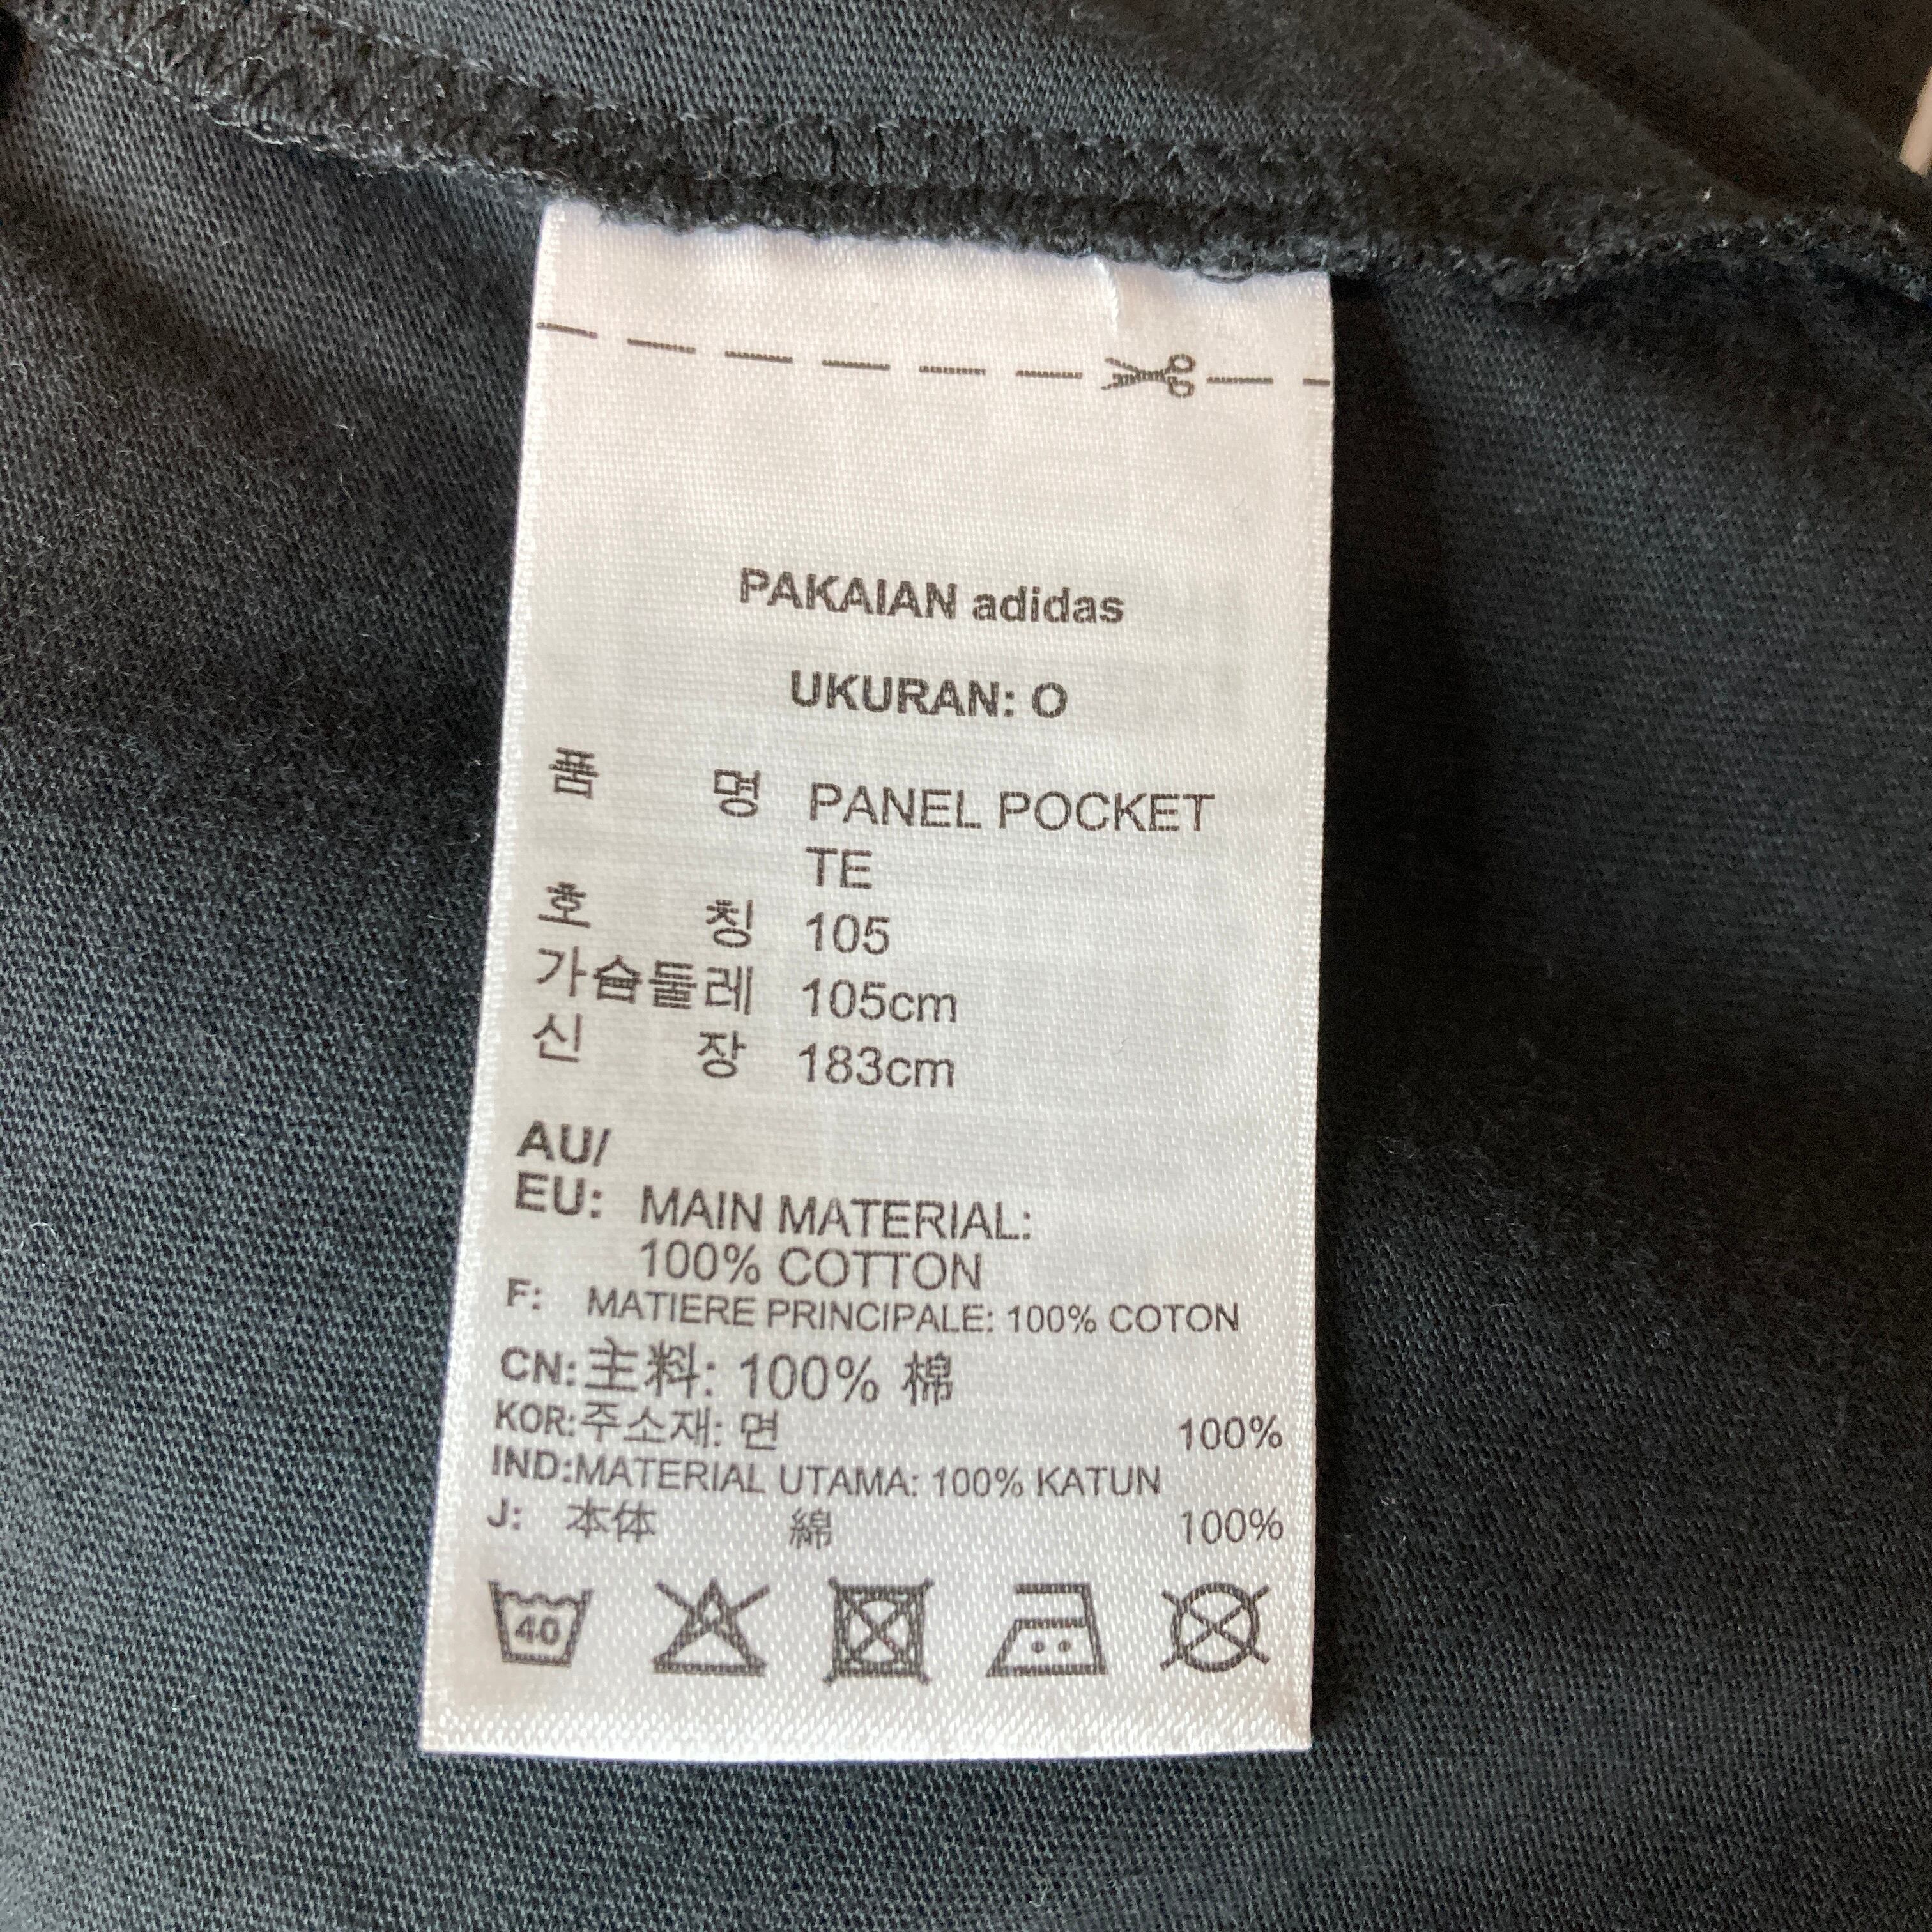 PAKAIAN adidas
UKURAN: O
품 명 PANEL POCKET
TE
호 칭 105
가슴둘레 105cm
신 장 183cm
AU/
EU: MAIN MATERIAL:
100% COTTON
F: MATIERE PRINCIPALE: 100% COTON
CN:主料: 100% 棉
KOR:주소재: 면 100%
IND:MATERIAL UTAMA: 100% KATUN
J: 本体 綿 100%
40